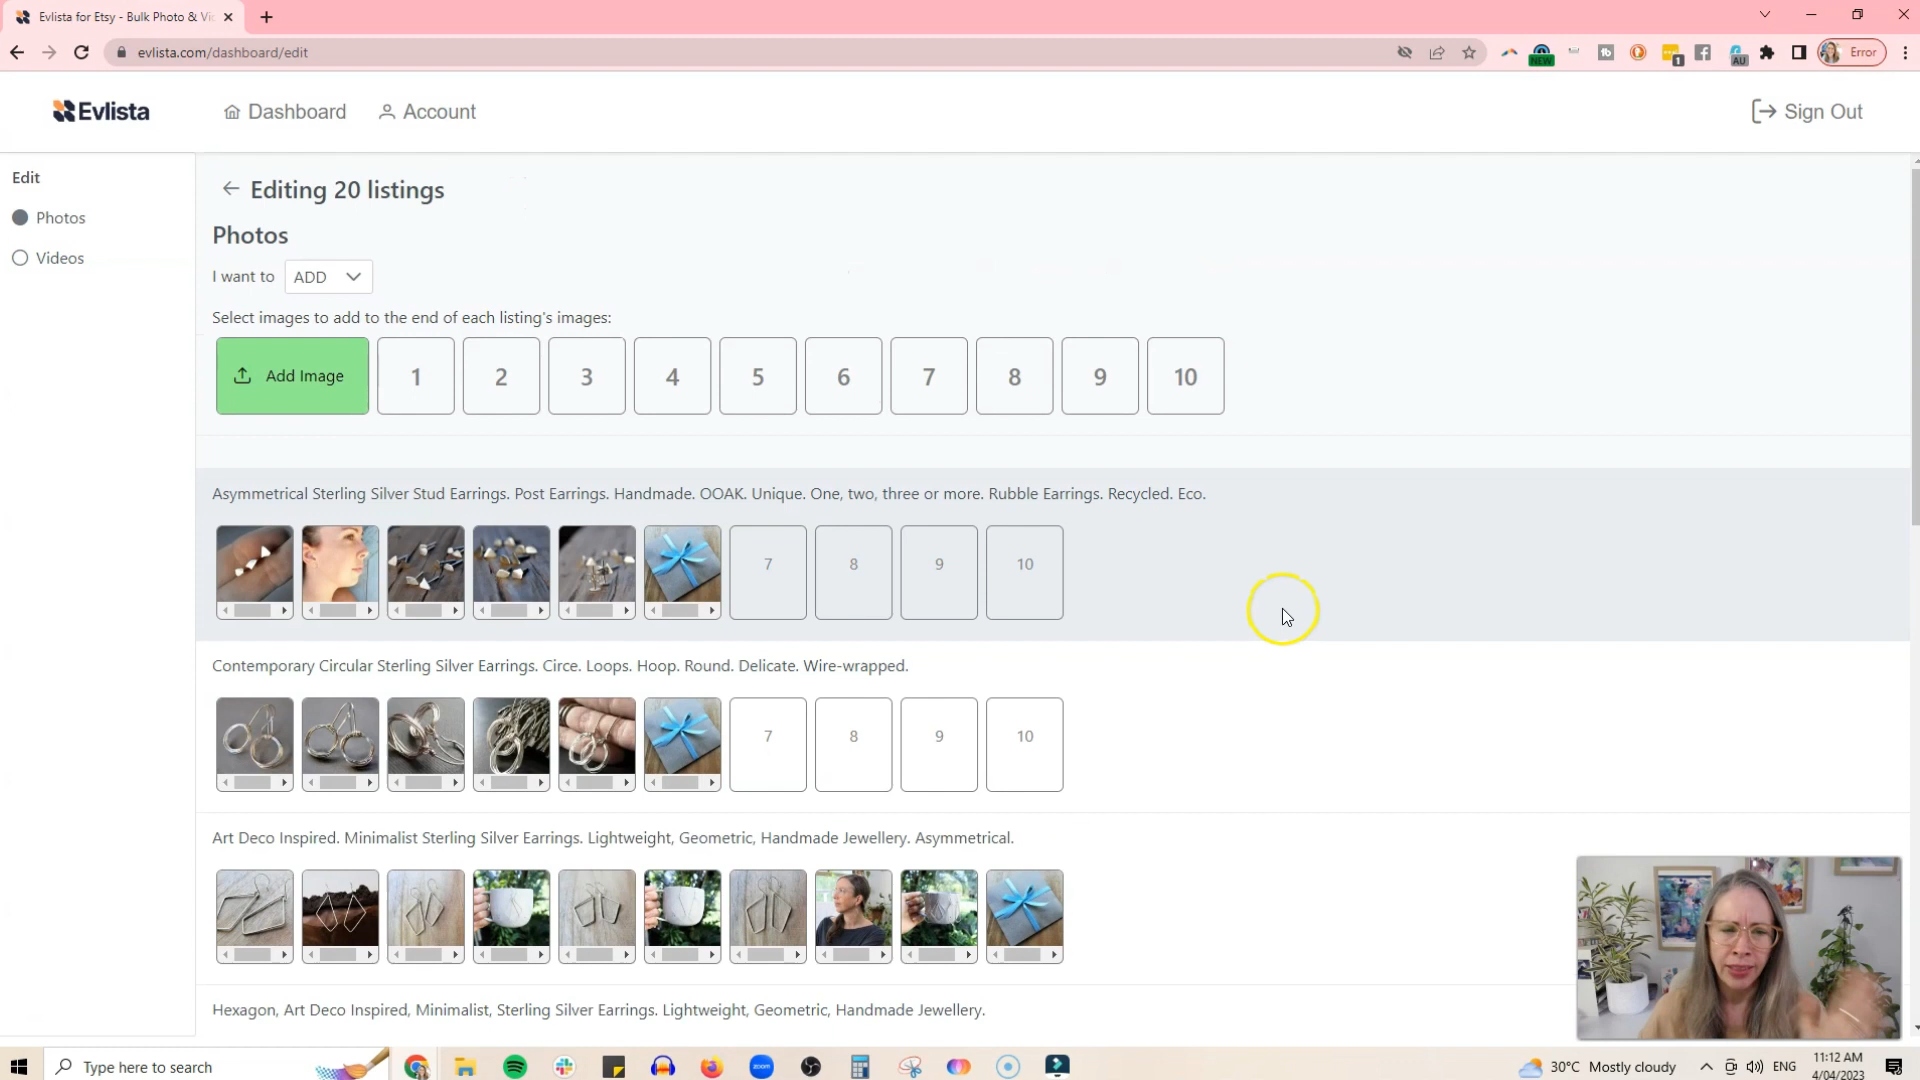 Evlista for Etsy - Bulk Photo & Vi
evlista.com/dashboard/edit
NEW
1
AU
Error
Evlista
Dashboard
Account
Sign Out
Edit
Photos
Videos
Editing 20 listings
Photos
I want to ADD
Select images to add to the end of each listing's images:
Add Image 1 2 3 4 5 6 7 8 9 10
Asymmetrical Sterling Silver Stud Earrings. Post Earrings. Handmade. OOAK. Unique. One, two, three or more. Rubble Earrings. Recycled. Eco.
7 8 9 10
Contemporary Circular Sterling Silver Earrings. Circe. Loops. Hoop. Round. Delicate. Wire-wrapped.
7 8 9 10
Art Deco Inspired. Minimalist Sterling Silver Earrings. Lightweight, Geometric, Handmade Jewellery. Asymmetrical.
Hexagon, Art Deco Inspired, Minimalist, Sterling Silver Earrings. Lightweight, Geometric, Handmade Jewellery.
Type here to search
zoom
30°C Mostly cloudy
ENG
11:12 AM
4/04/2023